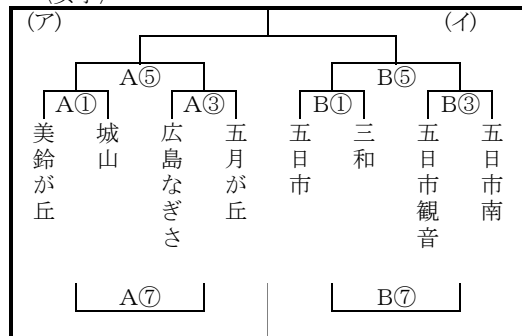 (ア) (イ)
A⑤ B⑤
A① A③ B① B③
美鈴が丘
城山
広島なぎさ
五月が丘
五日市
三和
五日市観音
五日市南
A⑦ B⑦